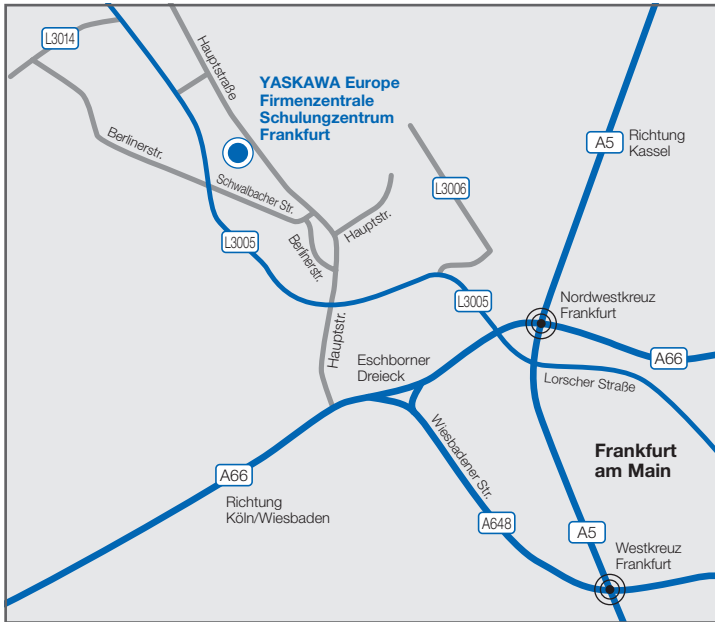 L3014
Hauptstraße
YASKAWA Europe
Firmenzentrale
Schulungzentrum
Frankfurt
Berlinerstr.
A5
Richtung
Kassel
Schwalbacher Str.
L3006
Hauptstr.
L3005
Berlinerstr.
L3005
Nordwestkreuz
Frankfurt
Hauptstr.
Eschborner
Dreieck
A66
Lorscher Straße
Wiesbadener Str.
Frankfurt
am Main
A66
Richtung
Köln/Wiesbaden
A648
A5
Westkreuz
Frankfurt